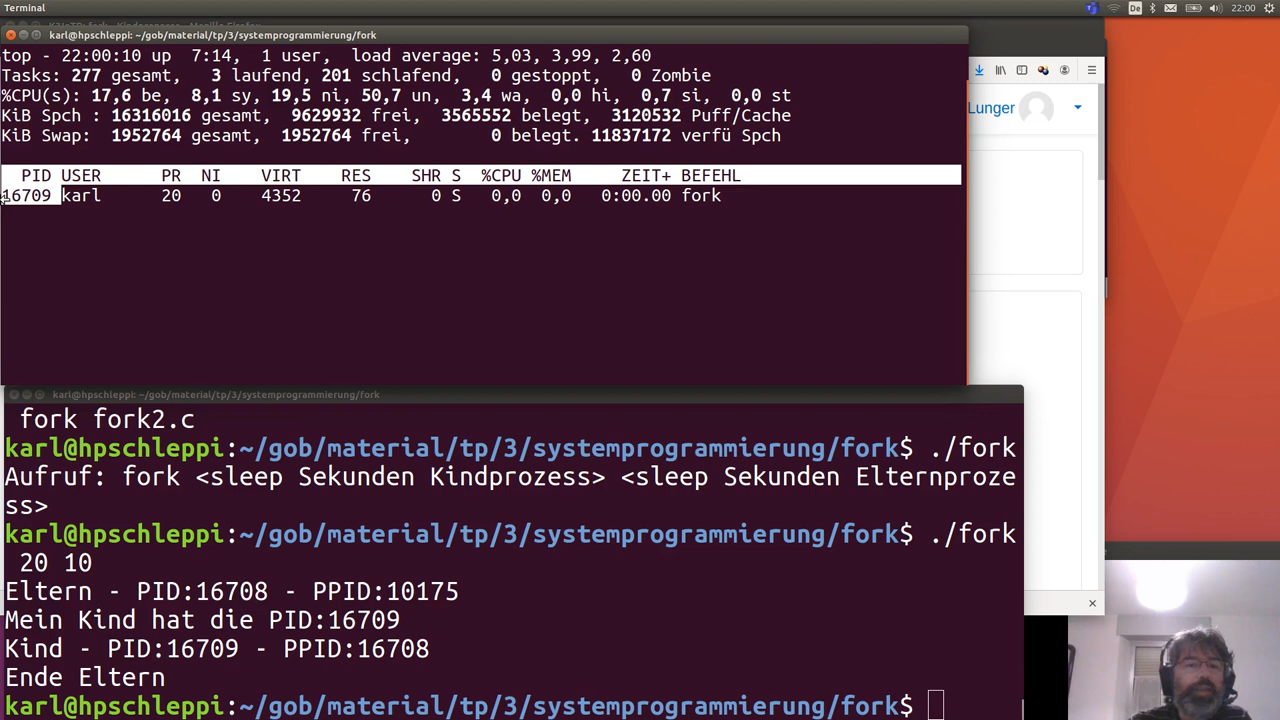 Terminal
De
22:00
karl@hpschleppi: ~/gob/material/tp/3/systemprogrammierung/fork
top - 22:00:10 up  7:14,  1 user,  load average: 5,03, 3,99, 2,60
Tasks: 277 gesamt,   3 laufend, 201 schlafend,   0 gestoppt,   0 Zombie
%CPU(s): 17,6 be,  8,1 sy, 19,5 ni, 50,7 un,  3,4 wa,  0,0 hi,  0,7 si,  0,0 st
KiB Spch : 16316016 gesamt,  9629932 frei,  3565552 belegt,  3120532 Puff/Cache
KiB Swap:  1952764 gesamt,  1952764 frei,        0 belegt. 11837172 verfü Spch
PID USER      PR  NI    VIRT    RES    SHR S  %CPU %MEM     ZEIT+ BEFEHL
16709 karl      20   0    4352     76      0 S   0,0  0,0   0:00.00 fork
Lunger
karl@hpschleppi: ~/gob/material/tp/3/systemprogrammierung/fork
fork fork2.c
karl@hpschleppi:~/gob/material/tp/3/systemprogrammierung/fork$ ./fork
Aufruf: fork <sleep Sekunden Kindprozess> <sleep Sekunden Elternproze
ss>
karl@hpschleppi:~/gob/material/tp/3/systemprogrammierung/fork$ ./fork
20 10
Eltern - PID:16708 - PPID:10175
Mein Kind hat die PID:16709
Kind - PID:16709 - PPID:16708
Ende Eltern
karl@hpschleppi:~/gob/material/tp/3/systemprogrammierung/fork$